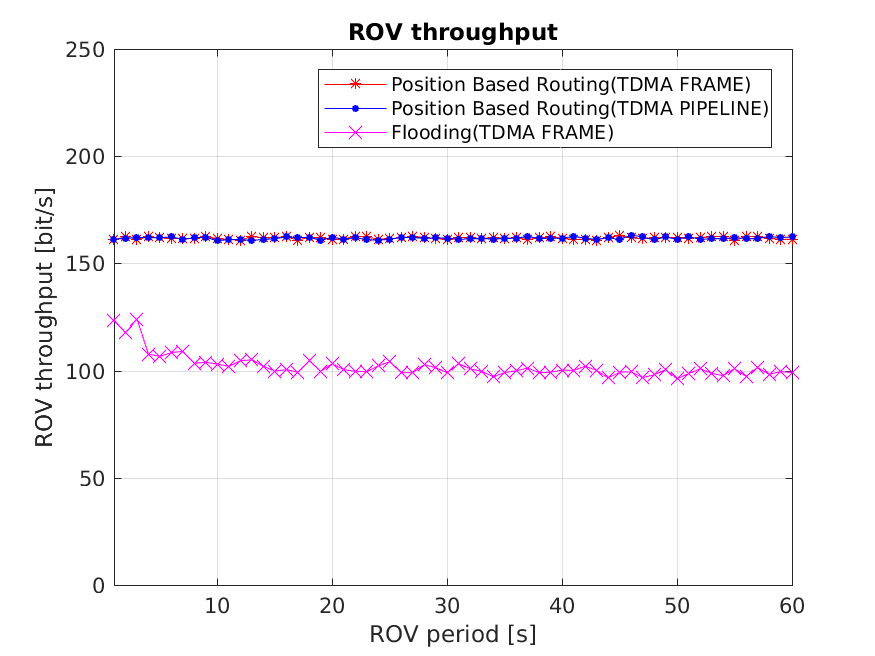 ROV throughput
250
200
150
100
50
0
ROV throughput [bit/s]
Position Based Routing(TDMA FRAME)
Position Based Routing(TDMA PIPELINE)
Flooding(TDMA FRAME)
10 20 30 40 50 60
ROV period [s]